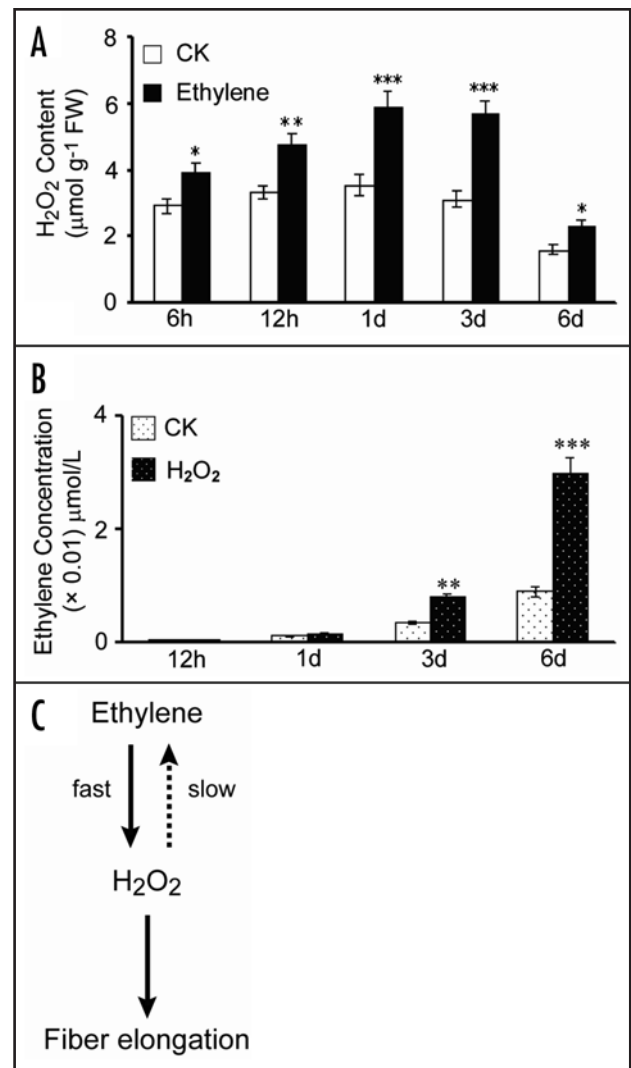 A
CK
Ethylene
H₂O₂ Content
(μmol g⁻¹ FW)
8
6
4
2
0
*
**
***
***
*
6h 12h 1d 3d 6d
B
CK
H₂O₂
Ethylene Concentration
(× 0.01) μmol/L
4
2
0
**
***
12h 1d 3d 6d
C
Ethylene
fast slow
H₂O₂
Fiber elongation